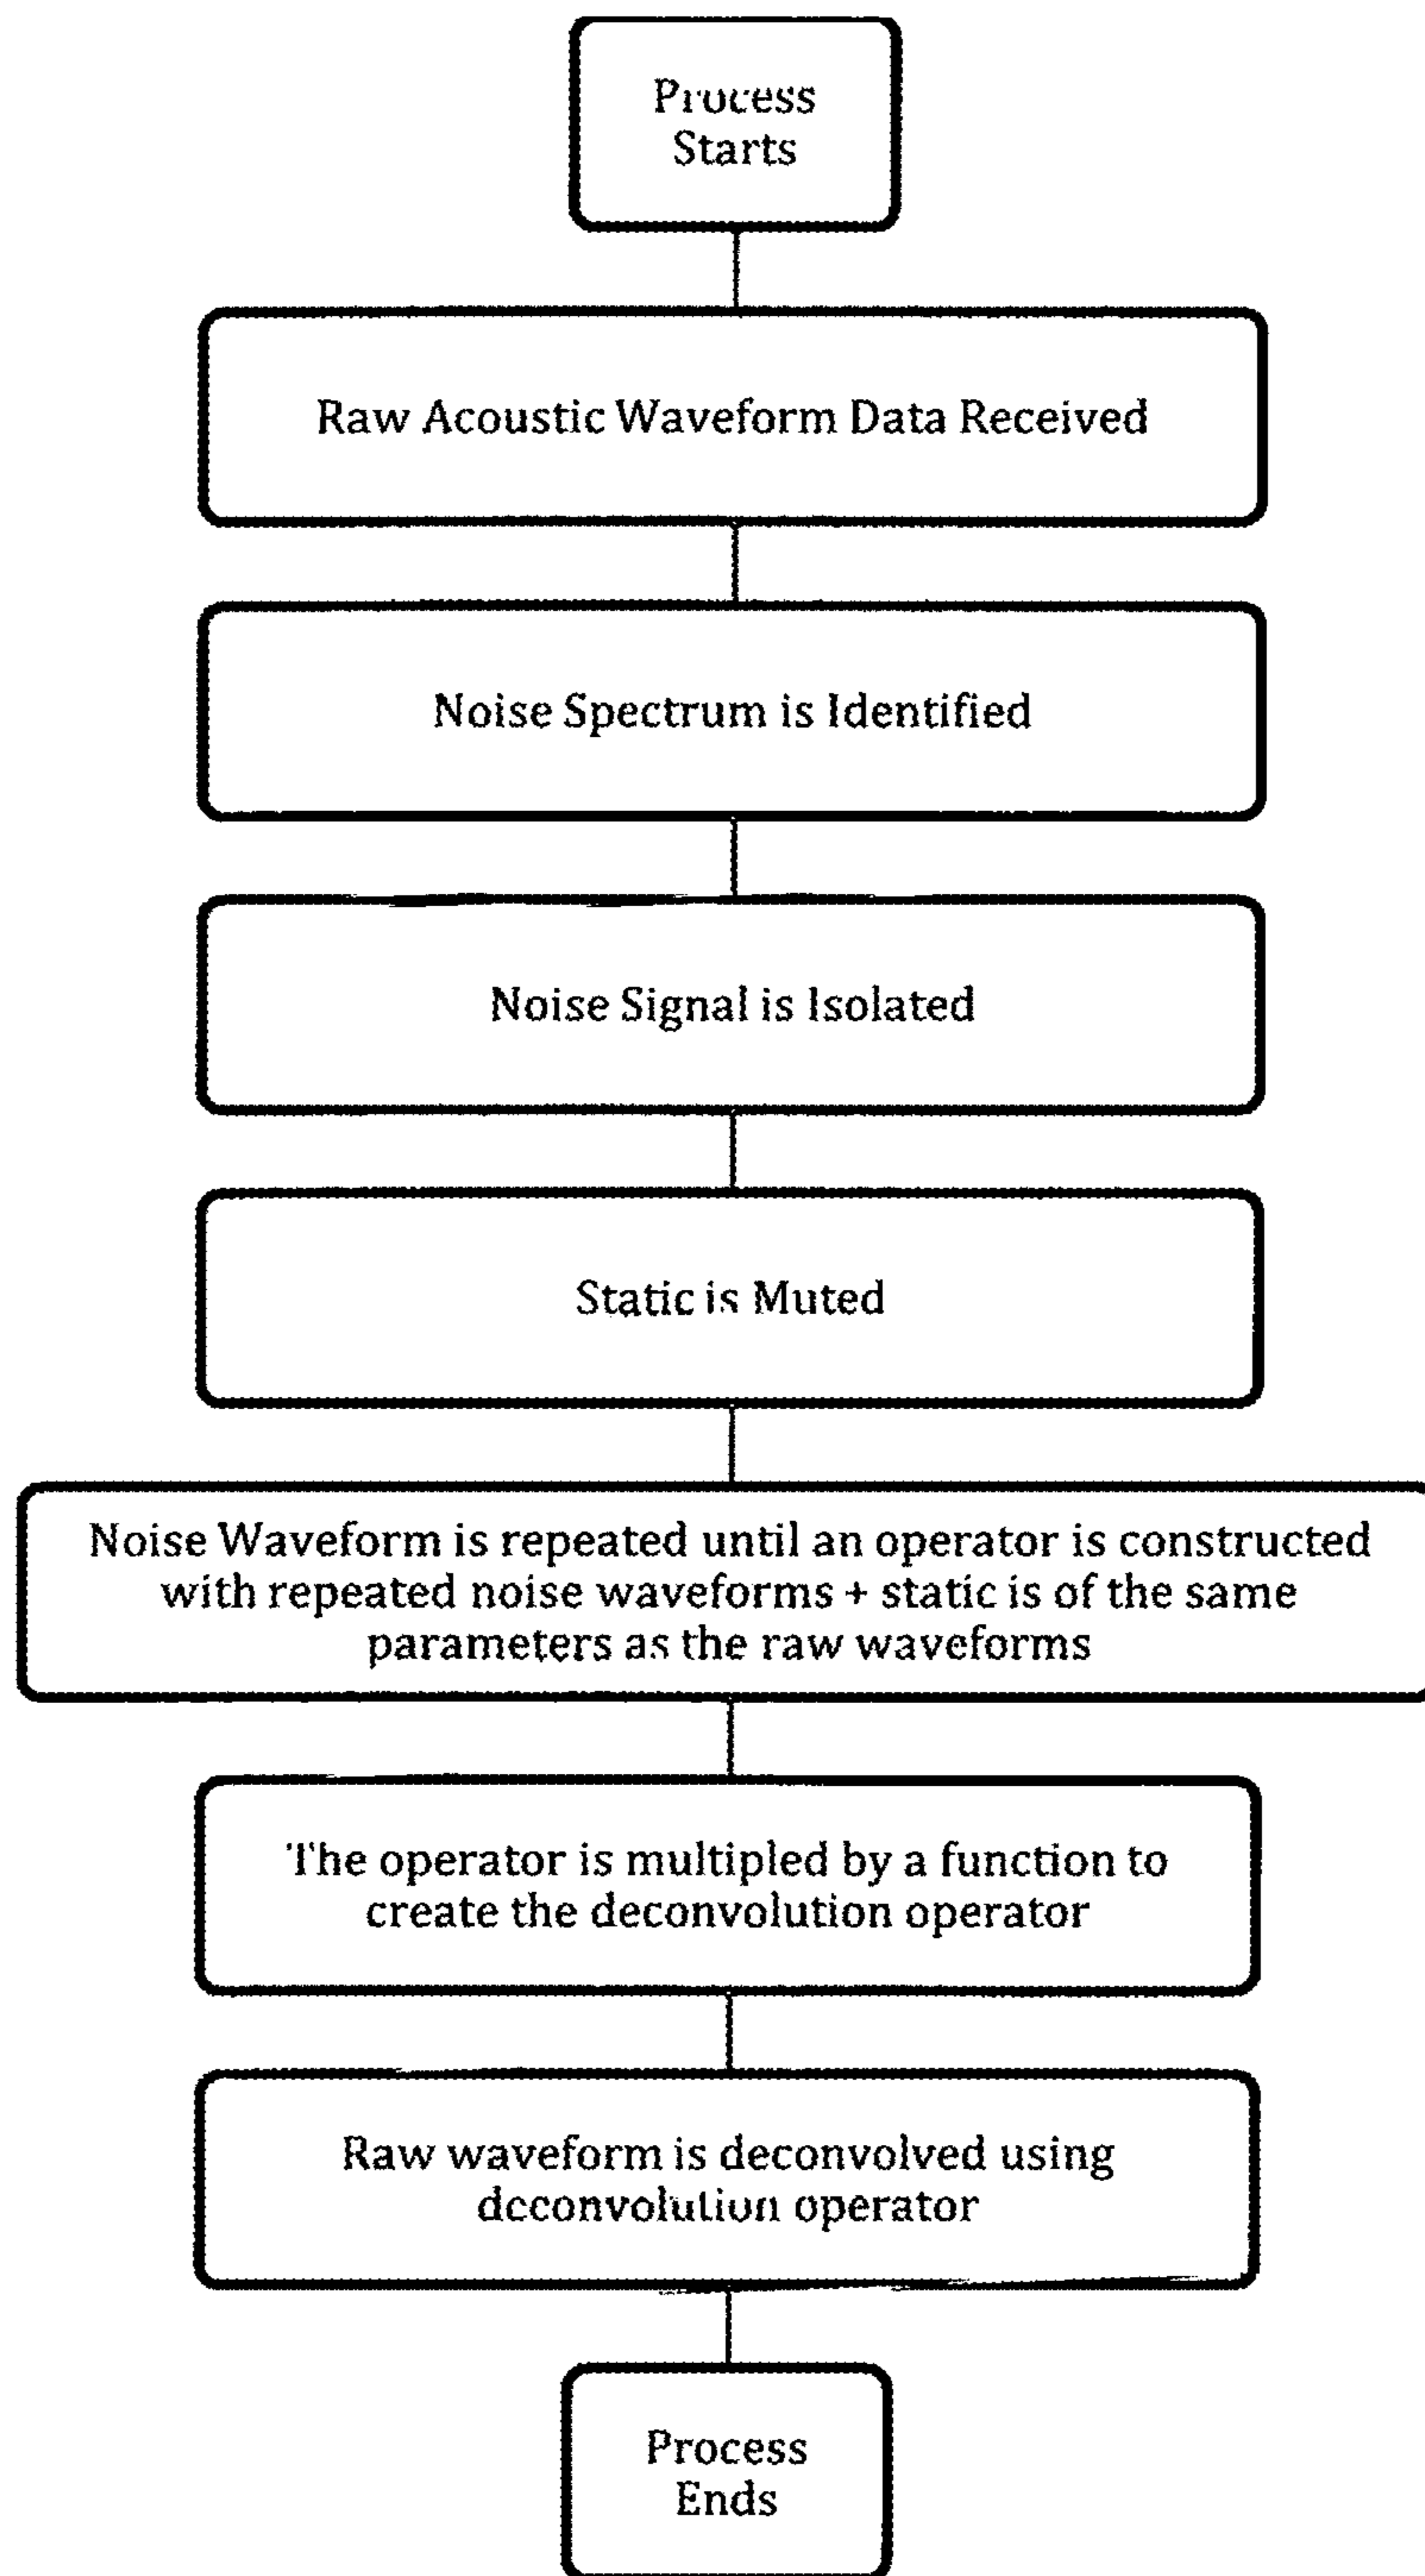 Process
Starts
Raw Acoustic Waveform Data Received
Noise Spectrum is Identified
Noise Signal is Isolated
Static is Muted
Noise Waveform is repeated until an operator is constructed
with repeated noise waveforms + static is of the same
parameters as the raw waveforms
The operator is multipled by a function to
create the deconvolution operator
Raw waveform is deconvolved using
deconvolution operator
Process
Ends